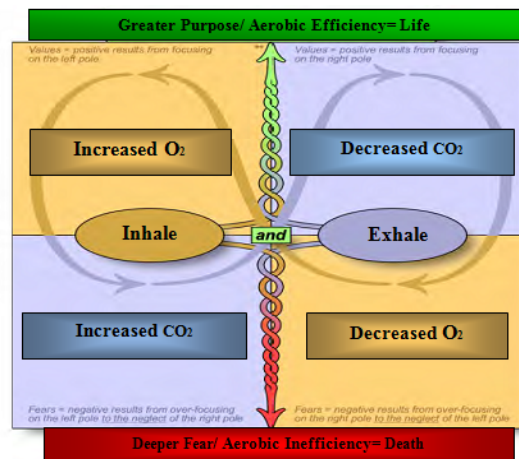 Greater Purpose/ Aerobic Efficiency= Life
Values = positive results from focusing
on the left pole
**
Values = positive results from focusing
on the right pole
Increased O₂
Decreased CO₂
Inhale
and
Exhale
Increased CO₂
Decreased O₂
Fears = negative results from over-focusing
on the left pole to the neglect of the right pole
Fears = negative results from over-focusing
on the right pole to the neglect of the left pole
Deeper Fear/ Aerobic Inefficiency= Death